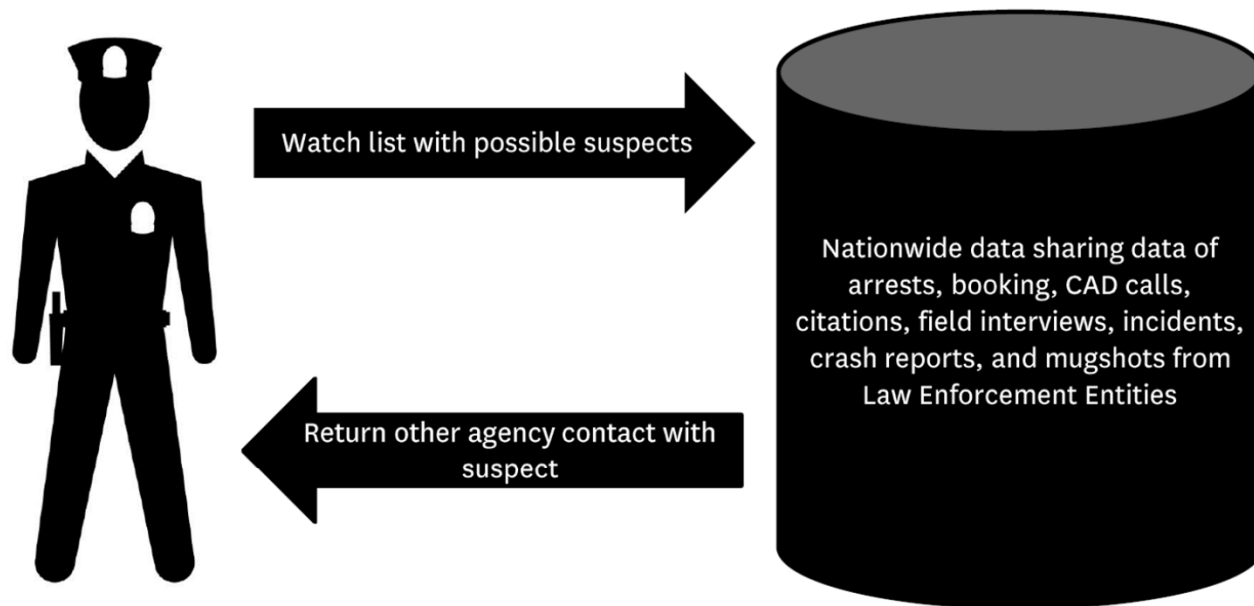 Watch list with possible suspects
Nationwide data sharing data of
arrests, booking, CAD calls,
citations, field interviews, incidents,
crash reports, and mugshots from
Law Enforcement Entities
Return other agency contact with
suspect